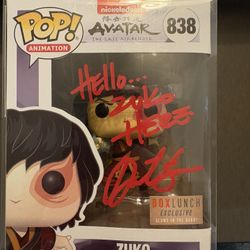 nickelodeon
POP!
ANIMATION
AVATAR
THE LAST AIRBENDER
838
Hello...
ZUKO
HERE
BOXLUNCH
EXCLUSIVE
GLOWS IN THE DARK!
ZUKO